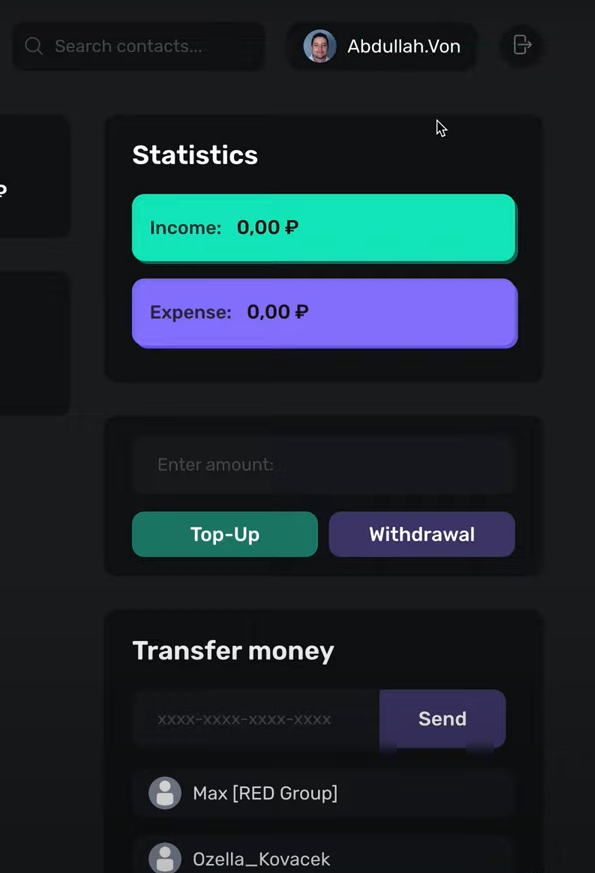 Search contacts...
Abdullah.Von
₽
Statistics
Income: 0,00 ₽
Expense: 0,00 ₽
Enter amount:
Top-Up
Withdrawal
Transfer money
xxxx-xxxx-xxxx-xxxx
Send
Max [RED Group]
Ozella_Kovacek